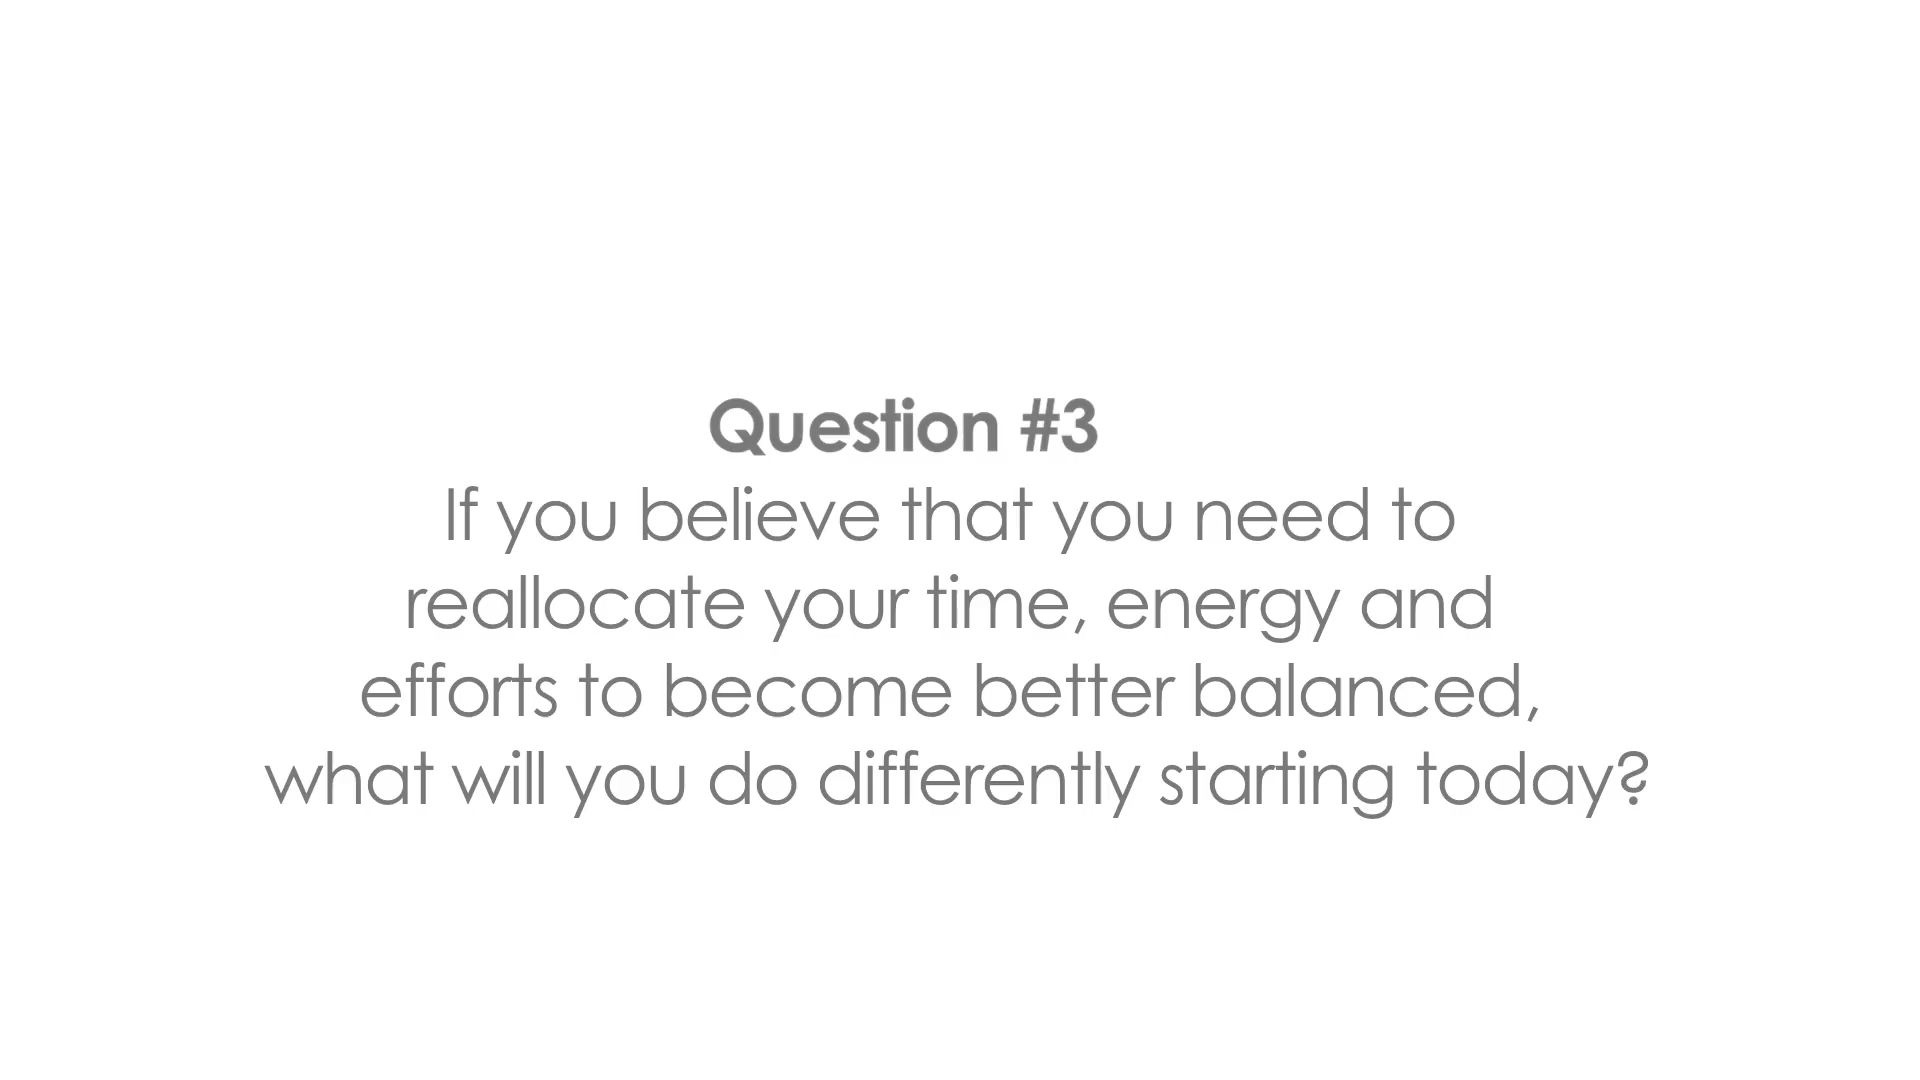 Question #3
If you believe that you need to
reallocate your time, energy and
efforts to become better balanced,
what will you do differently starting today?